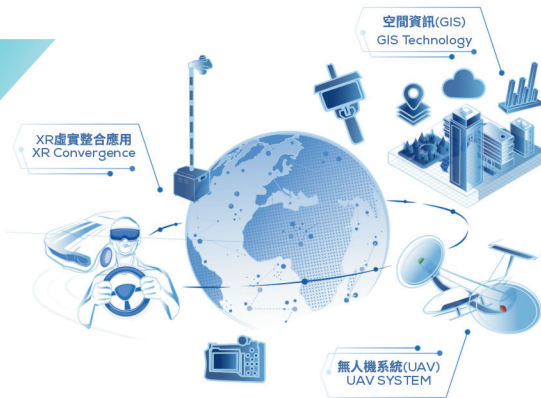 空間資訊(GIS)
GIS Technology
XR虛實整合應用
XR Convergence
無人機系統(UAV)
UAV SYSTEM